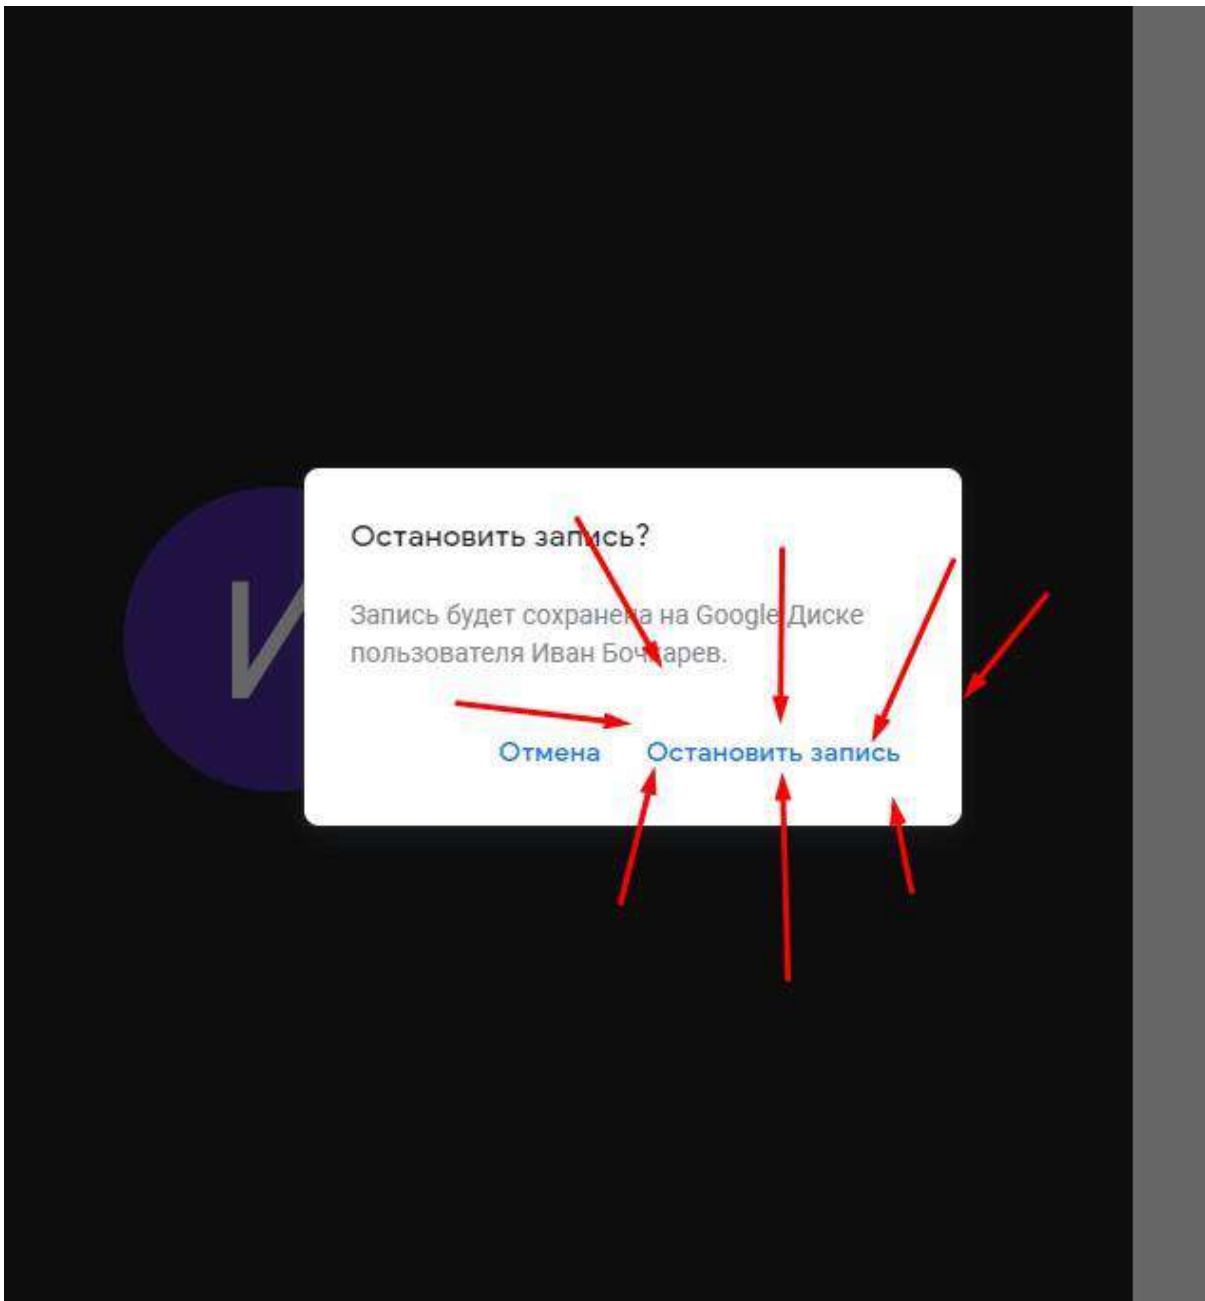 И
Остановить запись?
Запись будет сохранена на Google Диске
пользователя Иван Бочкарев.
Отмена Остановить запись